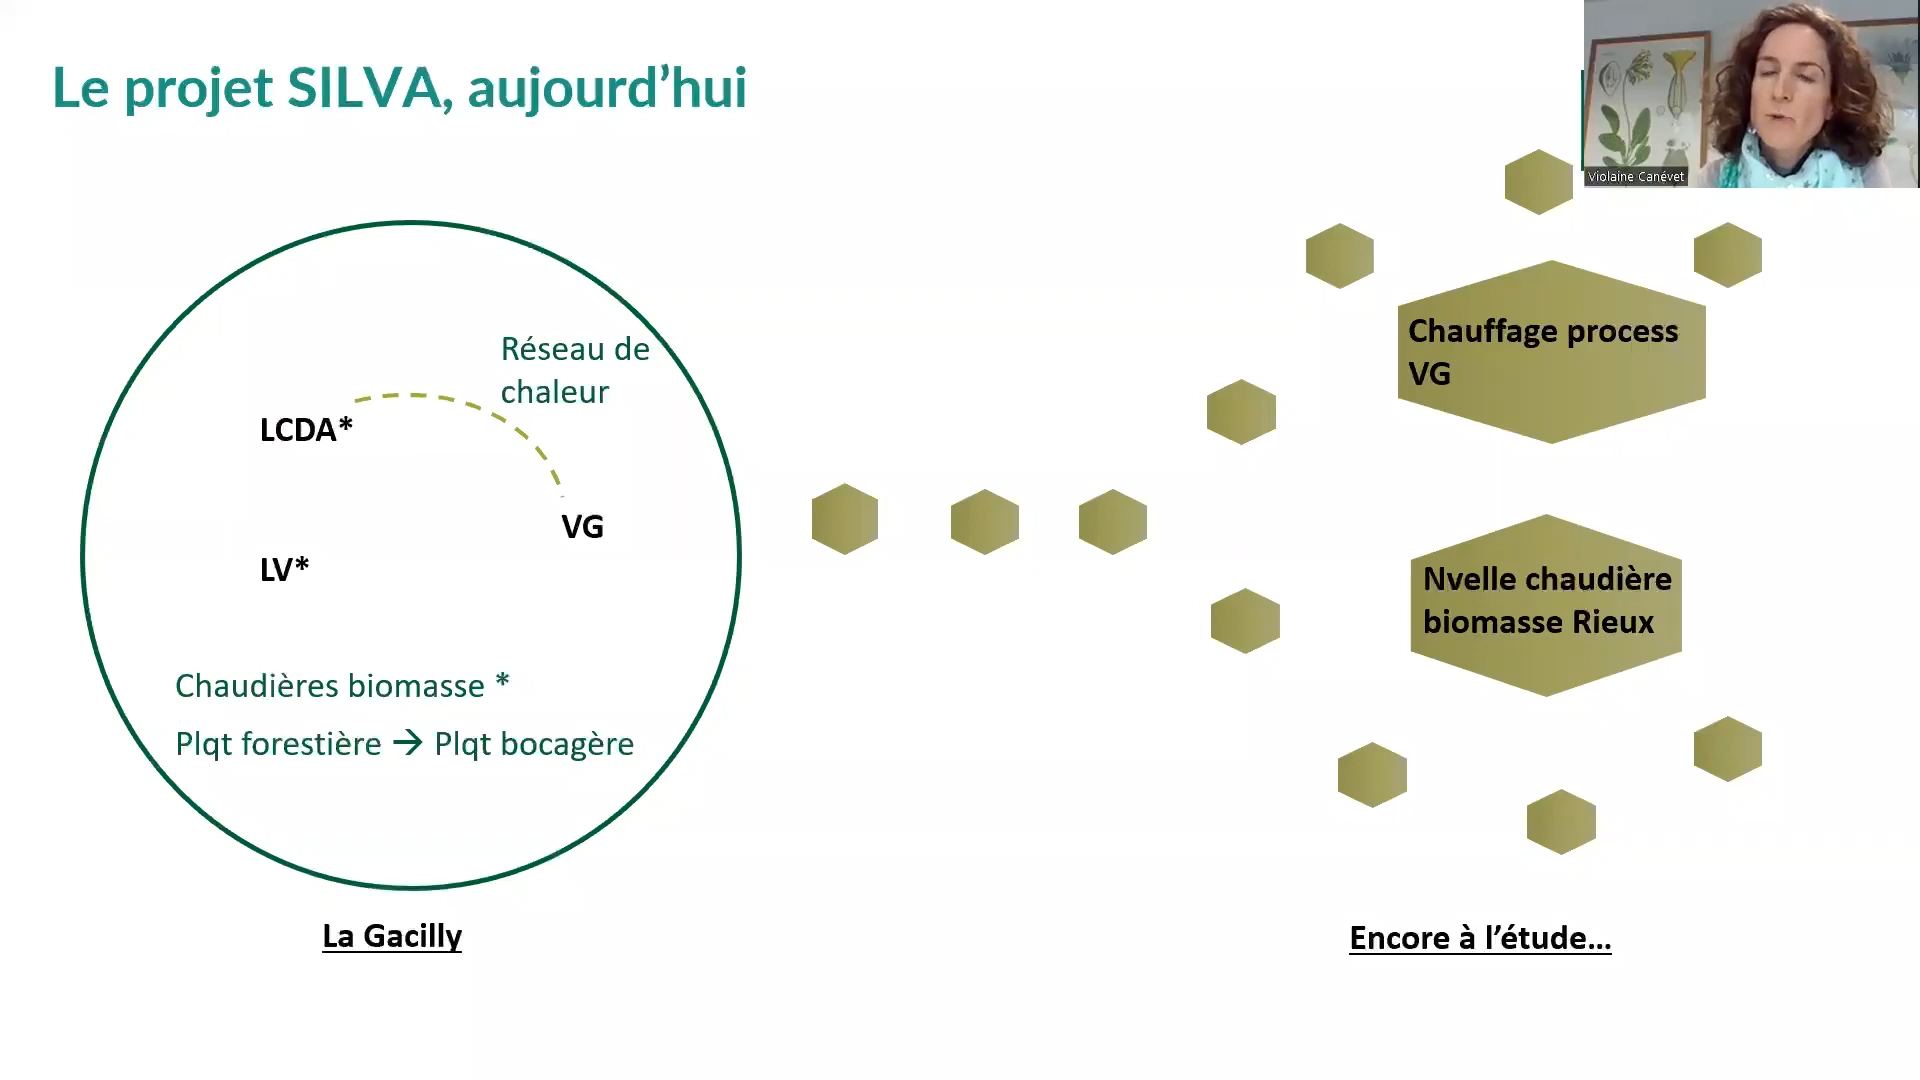 Le projet SILVA, aujourd’hui
Violaine Canévet
Réseau de
chaleur
LCDA*
VG
LV*
Chaudières biomasse *
Plqt forestière → Plqt bocagère
La Gacilly
Chauffage process
VG
Nvelle chaudière
biomasse Rieux
Encore à l’étude...